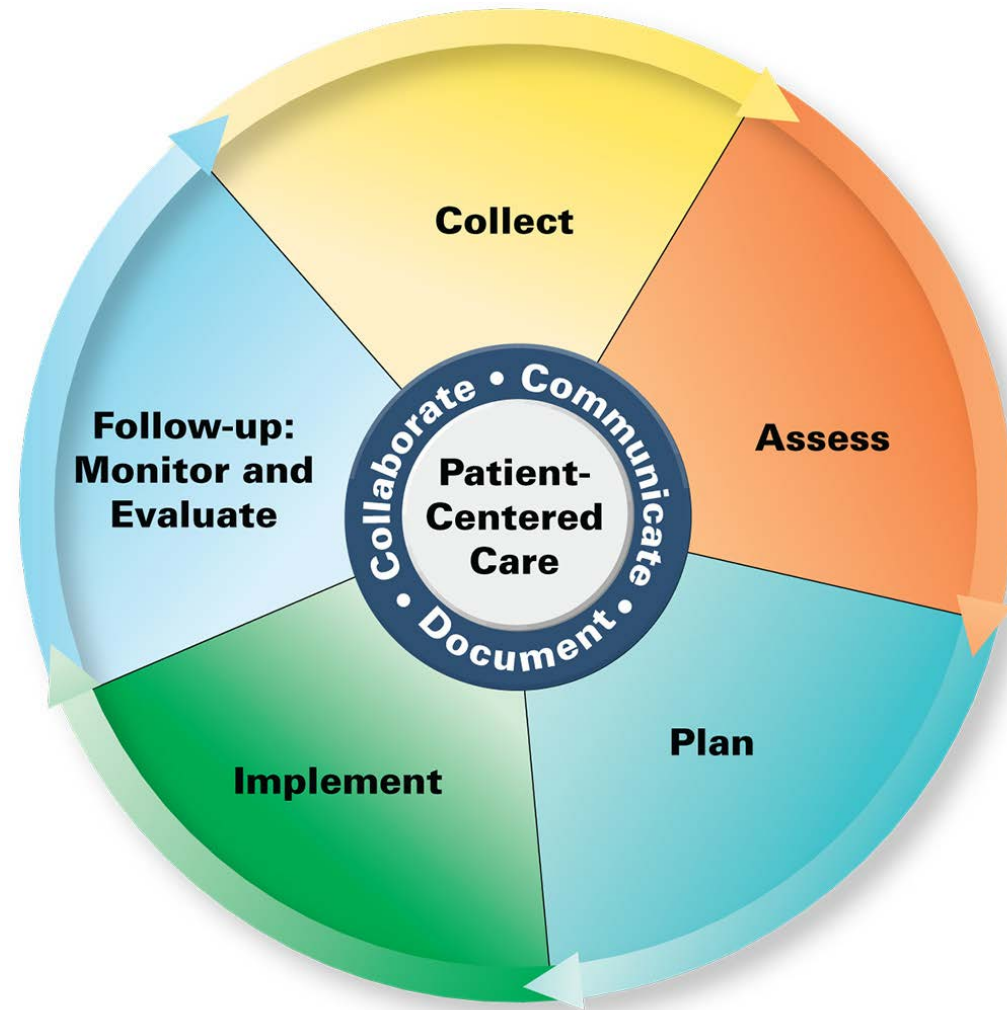 Collect
Assess
Plan
Implement
Follow-up:
Monitor and
Evaluate
Collaborate • Communicate • Document •
Patient-
Centered
Care